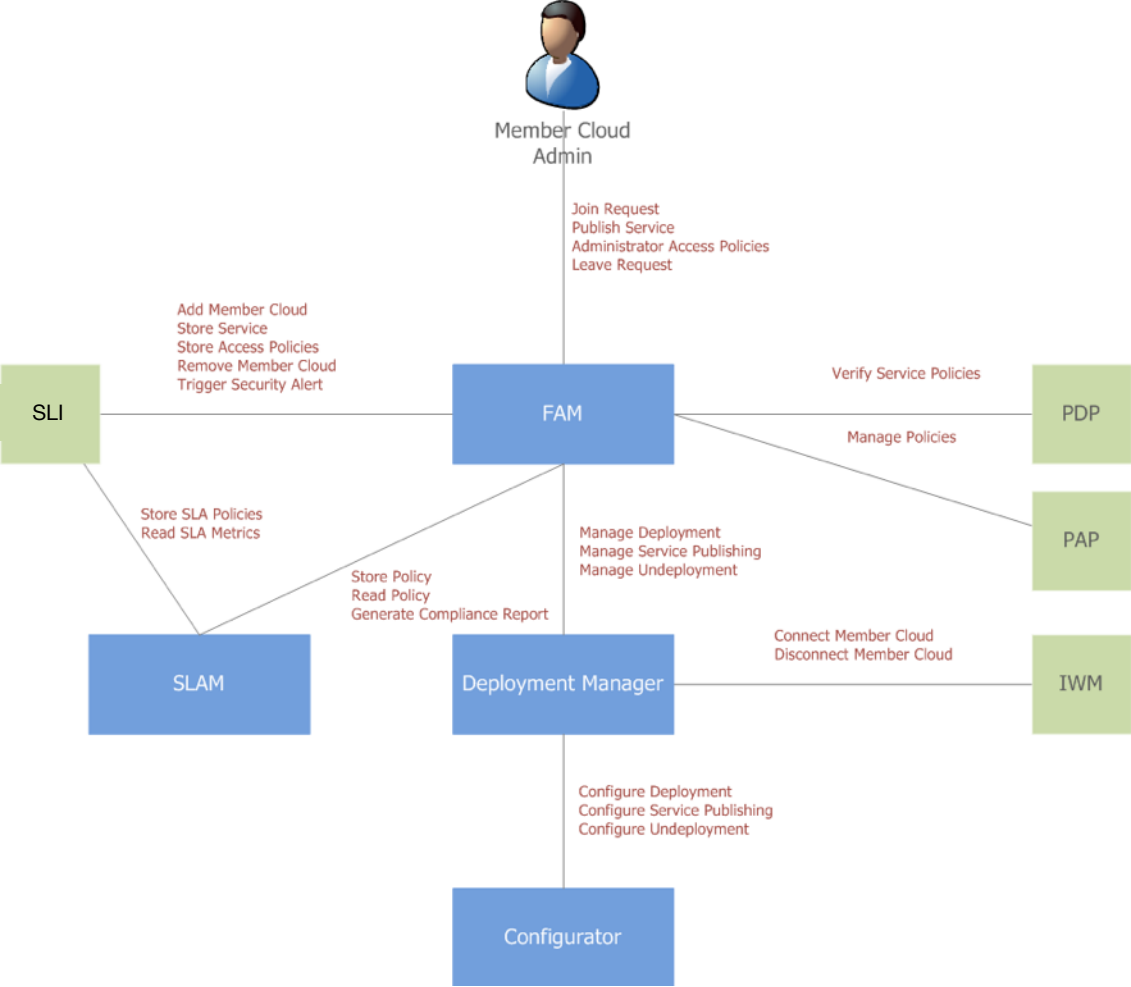 Member Cloud
Admin
Join Request
Publish Service
Administrator Access Policies
Leave Request
Add Member Cloud
Store Service
Store Access Policies
Remove Member Cloud
Trigger Security Alert
SLI
FAM
Verify Service Policies
PDP
Manage Policies
PAP
Store SLA Policies
Read SLA Metrics
Store Policy
Read Policy
Generate Compliance Report
Manage Deployment
Manage Service Publishing
Manage Undeployment
Connect Member Cloud
Disconnect Member Cloud
SLAM
Deployment Manager
IWM
Configure Deployment
Configure Service Publishing
Configure Undeployment
Configurator